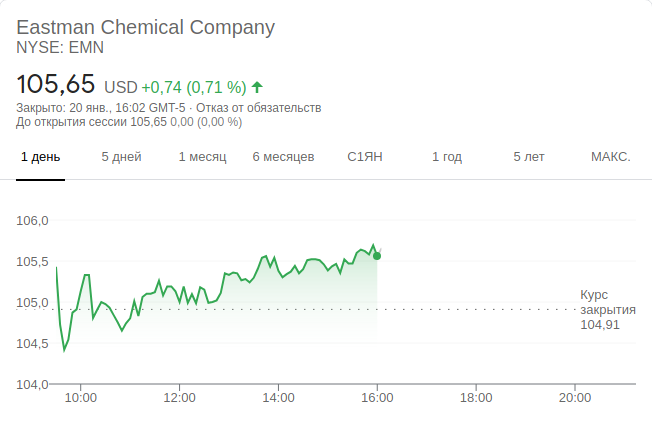 Eastman Chemical Company
NYSE: EMN
105,65 USD +0,74 (0,71 %)
Закрыто: 20 янв., 16:02 GMT-5 · Отказ от обязательств
До открытия сессии 105,65 0,00 (0,00 %)
1 день 5 дней 1 месяц 6 месяцев С1ЯН 1 год 5 лет МАКС.
106,0
105,5
105,0
104,5
104,0
Курс
закрытия
104,91
10:00 12:00 14:00 16:00 18:00 20:00